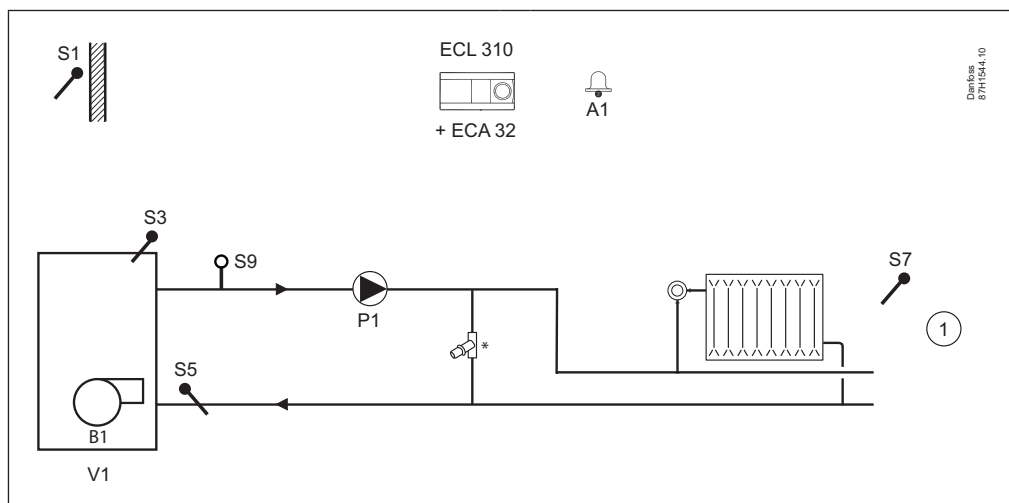 S1
ECL 310
+ ECA 32
A1
Danfoss
87H1544.10
S3
S9
P1
*
S7
1
S5
B1
V1